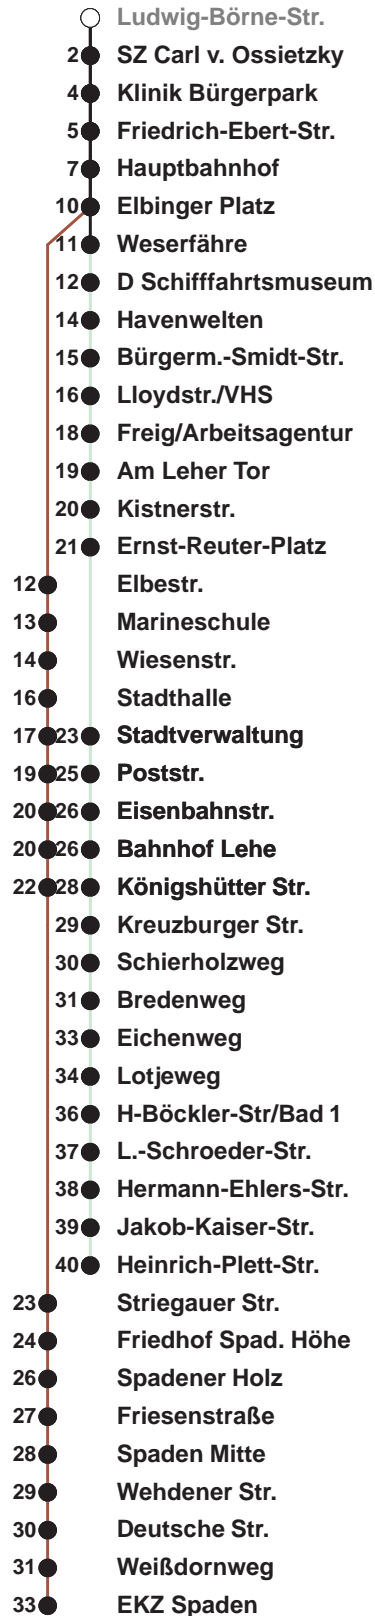 Ludwig-Börne-Str.
2 SZ Carl v. Ossietzky
4 Klinik Bürgerpark
5 Friedrich-Ebert-Str.
7 Hauptbahnhof
10 Elbinger Platz
11 Weserfähre
12 D Schifffahrtsmuseum
14 Havenwelten
15 Bürgerm.-Smidt-Str.
16 Lloydstr./VHS
18 Freig/Arbeitsagentur
19 Am Leher Tor
20 Kistnerstr.
21 Ernst-Reuter-Platz
12 Elbestr.
13 Marineschule
14 Wiesenstr.
16 Stadthalle
17 23 Stadtverwaltung
19 25 Poststr.
20 26 Eisenbahnstr.
20 26 Bahnhof Lehe
22 28 Königshütter Str.
29 Kreuzburger Str.
30 Schierholzweg
31 Bredenweg
33 Eichenweg
34 Lotjeweg
36 H-Böckler-Str/Bad 1
37 L.-Schroeder-Str.
38 Hermann-Ehlers-Str.
39 Jakob-Kaiser-Str.
40 Heinrich-Plett-Str.
23 Striegauer Str.
24 Friedhof Spad. Höhe
26 Spadener Holz
27 Friesenstraße
28 Spaden Mitte
29 Wehdener Str.
30 Deutsche Str.
31 Weißdornweg
33 EKZ Spaden